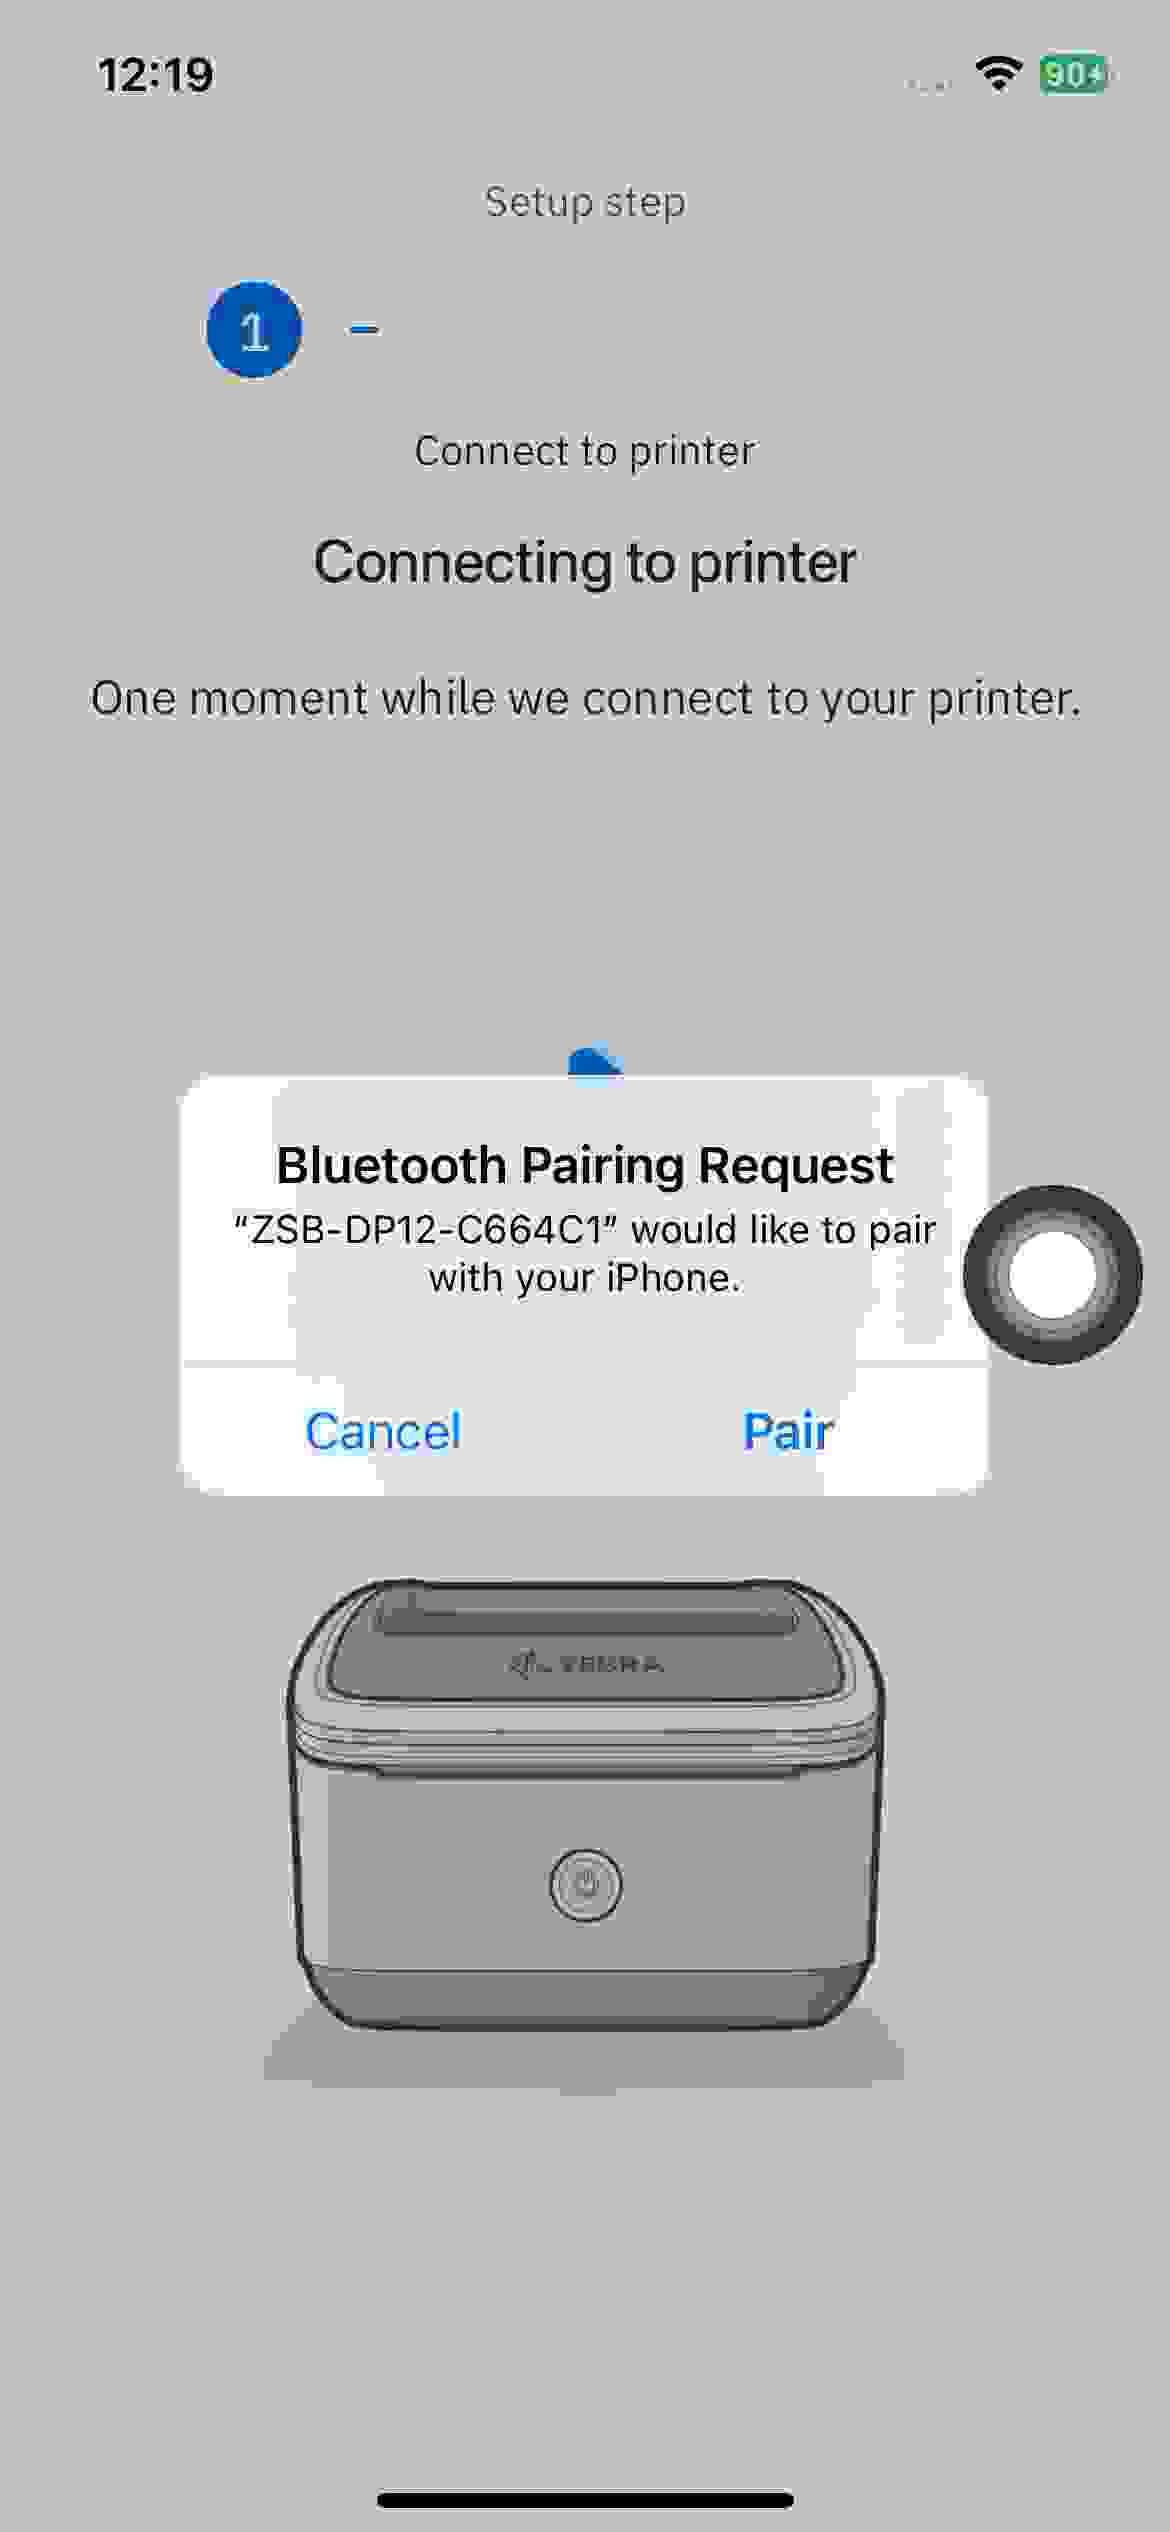 12:19
90
Setup step
1
Connect to printer
Connecting to printer
One moment while we connect to your printer.
Bluetooth Pairing Request
“ZSB-DP12-C664C1” would like to pair
with your iPhone.
Cancel
Pair
ZEBRA